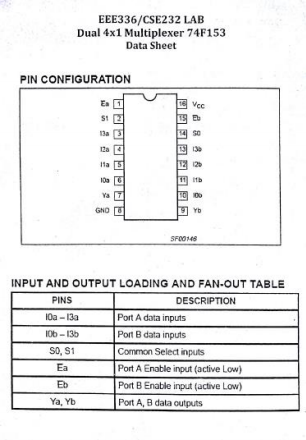 EEE336/CSE232 LAB
Dual 4x1 Multiplexer 74F153
Data Sheet
PIN CONFIGURATION
Ea 1 16 VCC
S1 2 15 Eb
I3a 3 14 S0
I2a 4 13 I3b
I1a 5 12 I2b
I0a 6 11 I1b
Ya 7 10 I0b
GND 8 9 Yb
SF00146
INPUT AND OUTPUT LOADING AND FAN-OUT TABLE
PINS DESCRIPTION
I0a – I3a Port A data inputs
I0b – I3b Port B data inputs
S0, S1 Common Select inputs
Ea Port A Enable input (active Low)
Eb Port B Enable input (active Low)
Ya, Yb Port A, B data outputs